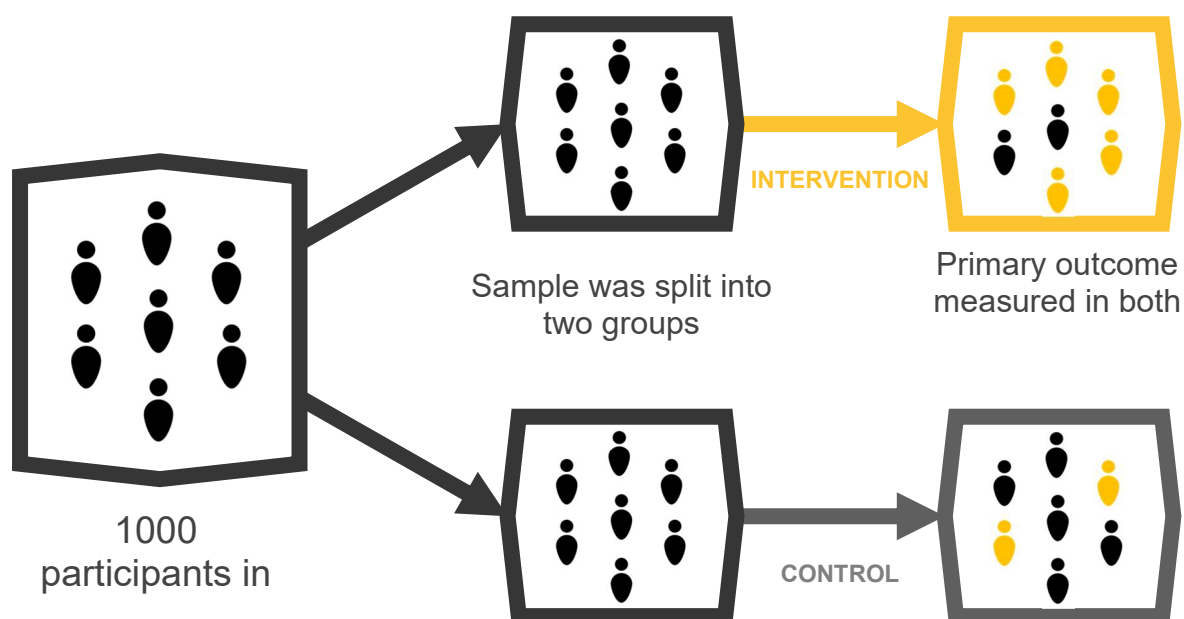 1000
participants in
Sample was split into
two groups
INTERVENTION
Primary outcome
measured in both
CONTROL